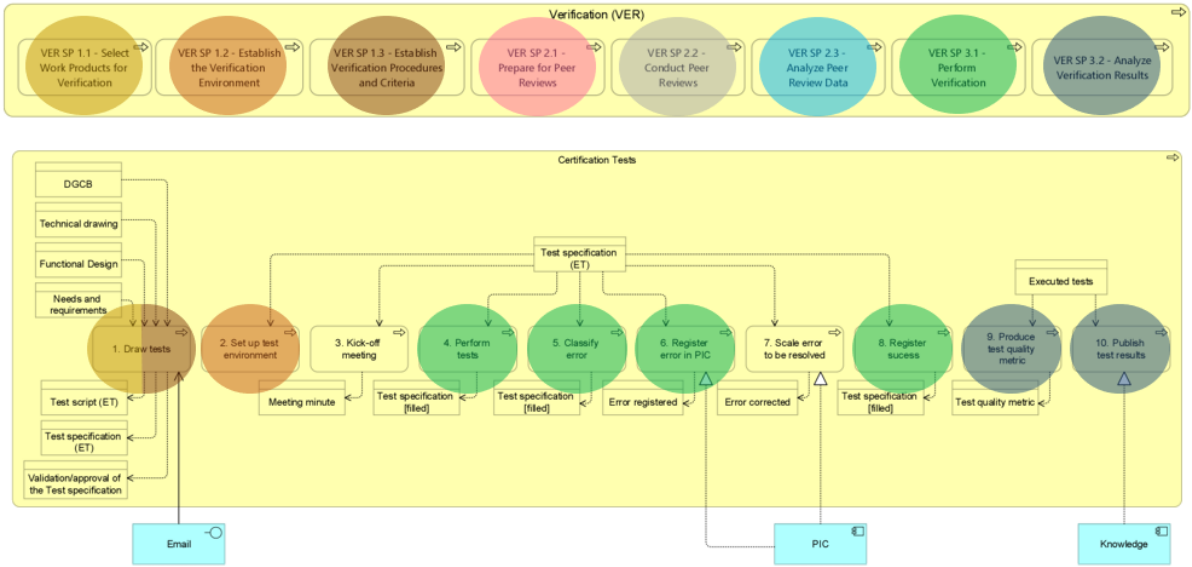 Verification (VER)
VER SP 1.1 - Select
Work Products for
Verification
VER SP 1.2 - Establish
the Verification
Environment
VER SP 1.3 - Establish
Verification Procedures
and Criteria
VER SP 2.1 -
Prepare for Peer
Reviews
VER SP 2.2 -
Conduct Peer
Reviews
VER SP 2.3 -
Analyze Peer
Review Data
VER SP 3.1 -
Perform
Verification
VER SP 3.2 - Analyze
Verification Results
Certification Tests
DGCB
Technical drawing
Functional Design
Needs and
requirements
Test specification
(ET)
Executed tests
1. Draw tests
2. Set up test
environment
3. Kick-off
meeting
4. Perform
tests
5. Classify
error
6. Register
error in PIC
7. Scale error
to be resolved
8. Register
sucess
9. Produce
test quality
metric
10. Publish
test results
Test script (ET)
Meeting minute
Test specification
[filled]
Test specification
[filled]
Error registered
Error corrected
Test specification
[filled]
Test quality metric
Test specification
(ET)
Validation/approval of
the Test specification
Email
PIC
Knowledge